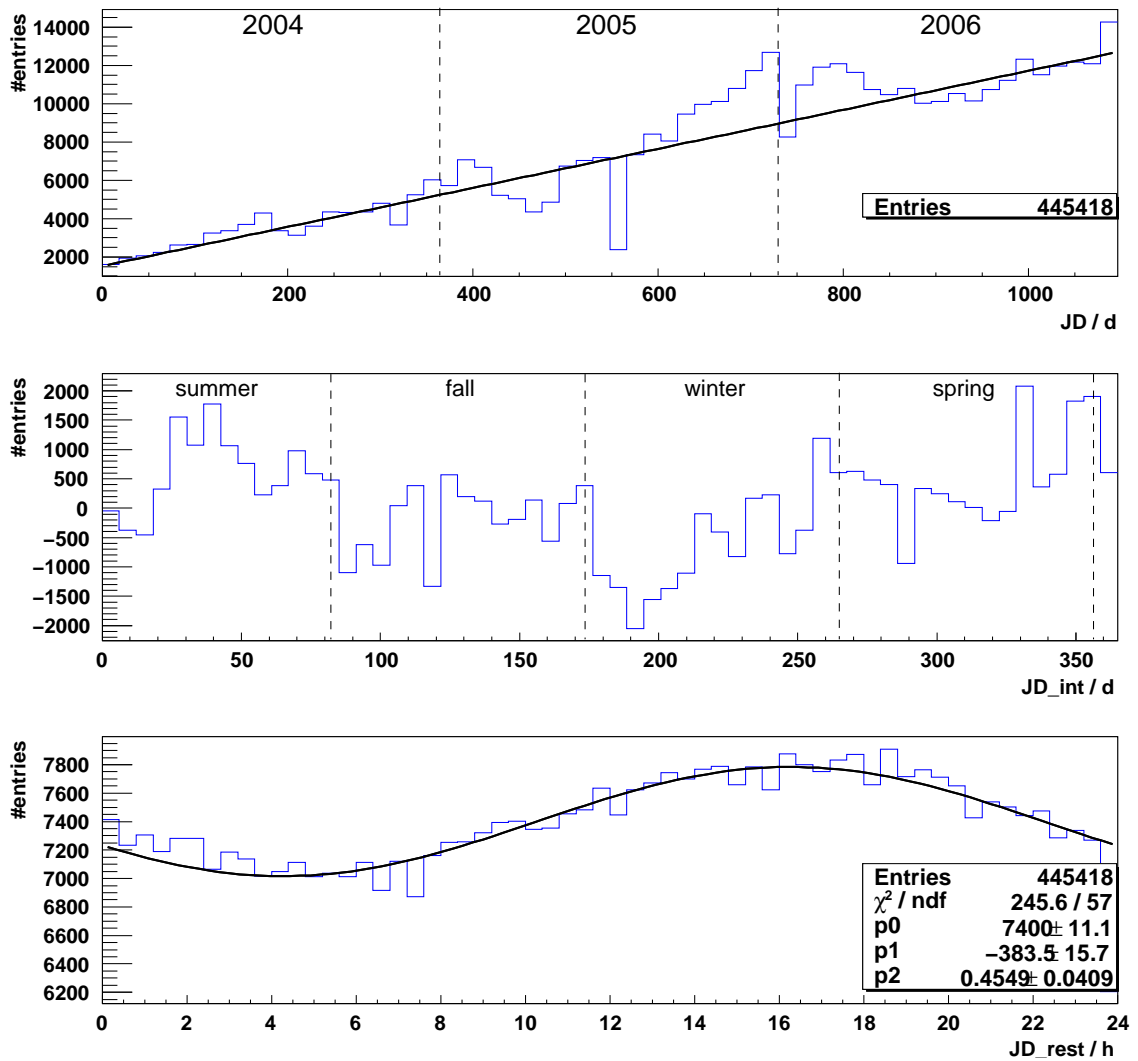 2004 2005 2006
#entries
14000
12000
10000
8000
6000
4000
2000
Entries 445418
0 200 400 600 800 1000
JD / d
summer fall winter spring
#entries
2000
1500
1000
500
0
−500
−1000
−1500
−2000
0 50 100 150 200 250 300 350
JD_int / d
#entries
7800
7600
7400
7200
7000
6800
6600
6400
6200
Entries 445418
χ² / ndf 245.6 / 57
p0 7400 ± 11.1
p1 −383.5 ± 15.7
p2 0.4549 ± 0.0409
0 2 4 6 8 10 12 14 16 18 20 22 24
JD_rest / h